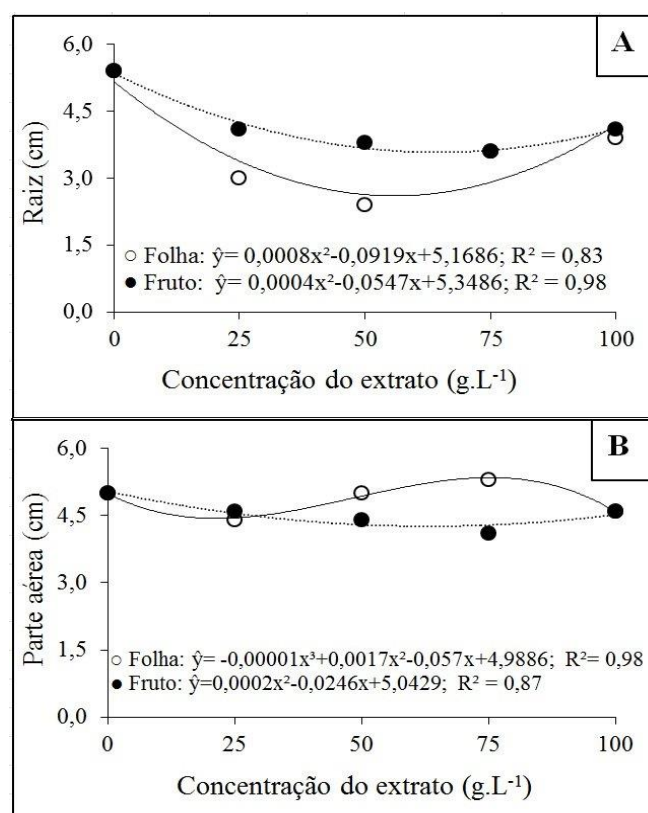 A
6,0
4,5
3,0
1,5
0,0
Raiz (cm)
○ Folha: ŷ= 0,0008x²-0,0919x+5,1686; R² = 0,83
● Fruto: ŷ= 0,0004x²-0,0547x+5,3486; R² = 0,98
0 25 50 75 100
Concentração do extrato (g.L⁻¹)
B
6,0
4,5
3,0
1,5
0,0
Parte aérea (cm)
○ Folha: ŷ= -0,00001x³+0,0017x²-0,057x+4,9886; R²= 0,98
● Fruto: ŷ=0,0002x²-0,0246x+5,0429; R² = 0,87
0 25 50 75 100
Concentração do extrato (g.L⁻¹)